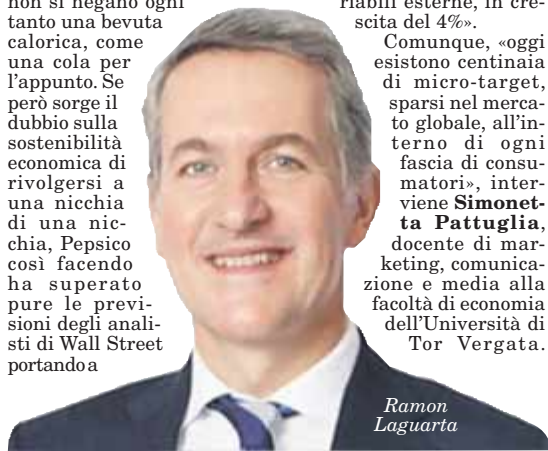 non si negano ogni
tanto una bevuta
calorica, come
una cola per
l'appunto. Se
però sorge il
dubbio sulla
sostenibilità
economica di
rivolgersi a
una nicchia
di una nic-
chia, Pepsico
così facendo
ha superato
pure le previ-
sioni degli anali-
sti di Wall Street
portando a
riabili esterne, in cre-
scita del 4%».
Comunque, «oggi
esistono centinaia
di micro-target,
sparsi nel merca-
to globale, all'in-
terno di ogni
fascia di consu-
matori», inter-
viene Simonet-
ta Pattuglia,
docente di mar-
keting, comunica-
zione e media alla
facoltà di economia
dell'Università di
Tor Vergata.
Ramon
Laguarta